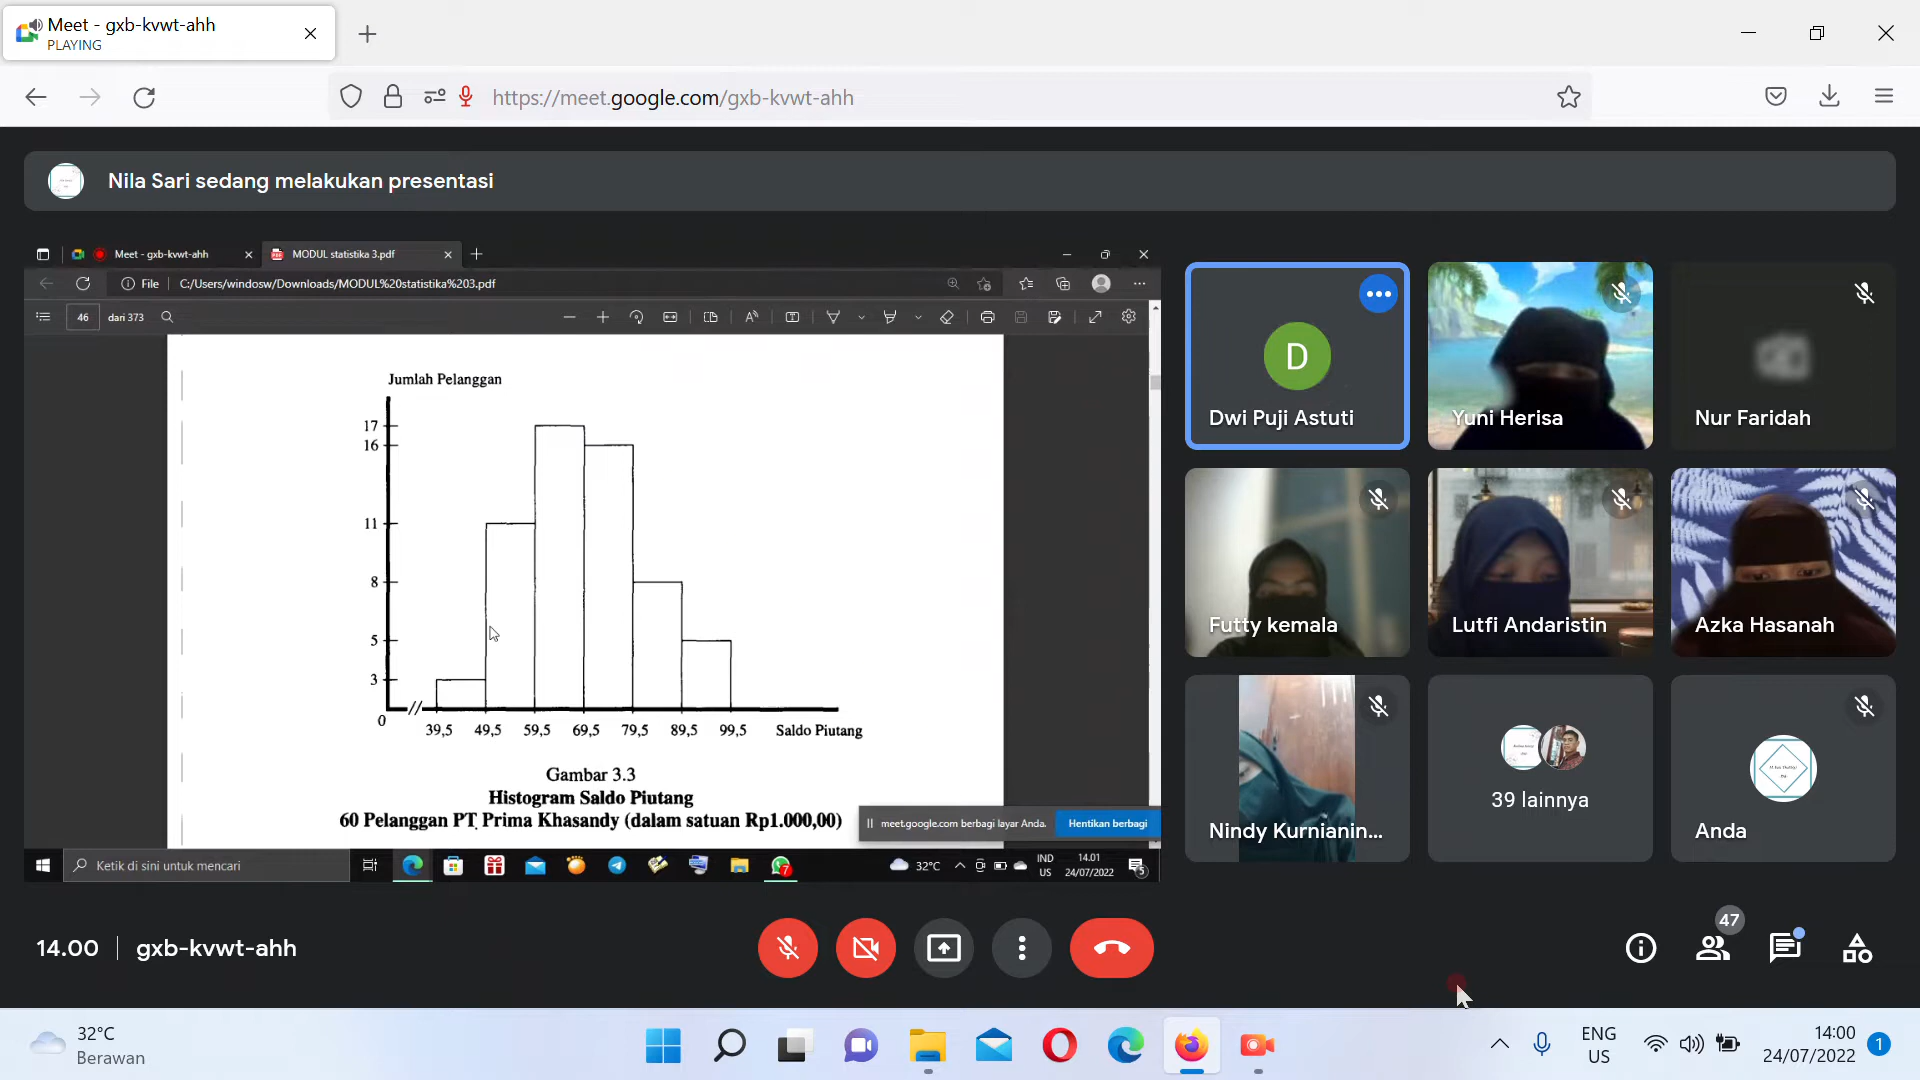 Meet - gxb-kvwt-ahh
PLAYING
https://meet.google.com/gxb-kvwt-ahh
Nila Sari sedang melakukan presentasi
Meet - gxb-kvwt-ahh
MODUL statistika 3.pdf
File
C:/Users/windosw/Downloads/MODUL%20statistika%203.pdf
46
dari 373
Jumlah Pelanggan
17
16
11
8
5
3
0
39,5 49,5 59,5 69,5 79,5 89,5 99,5 Saldo Piutang
Gambar 3.3
Histogram Saldo Piutang
60 Pelanggan PT. Prima Khasandy (dalam satuan Rp1.000,00)
meet.google.com berbagi layar Anda.
Hentikan berbagi
Ketik di sini untuk mencari
7
32°C
IND
US
14.01
24/07/2022
5
D
Dwi Puji Astuti
Yuni Herisa
Nur Faridah
Futty kemala
Lutfi Andaristin
Azka Hasanah
Nindy Kurnianin...
39 lainnya
Anda
14.00
gxb-kvwt-ahh
47
32°C
Berawan
ENG
US
14:00
24/07/2022
1